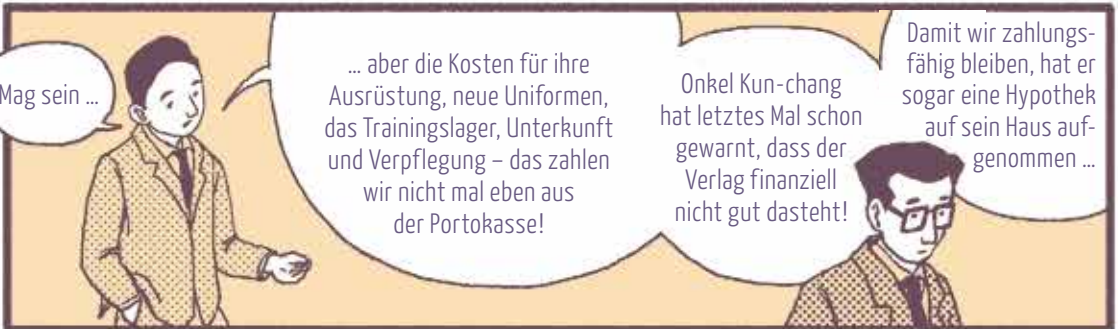 Mag sein ...
... aber die Kosten für ihre
Ausrüstung, neue Uniformen,
das Trainingslager, Unterkunft
und Verpflegung – das zahlen
wir nicht mal eben aus
der Portokasse!
Onkel Kun-chang
hat letztes Mal schon
gewarnt, dass der
Verlag finanziell
nicht gut dasteht!
Damit wir zahlungs-
fähig bleiben, hat er
sogar eine Hypothek
auf sein Haus auf-
genommen ...